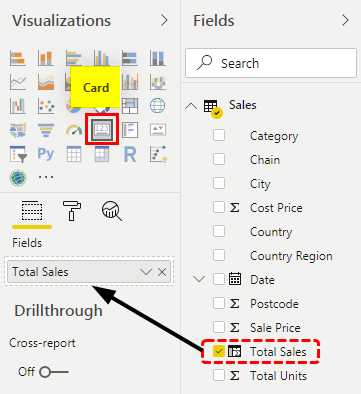 Visualizations
Card
123
Py
R
Fields
Total Sales
Drillthrough
Cross-report
Off
Fields
Search
Sales
Category
Chain
City
Σ Cost Price
Country
Country Region
Date
Σ Postcode
Σ Sale Price
Total Sales
Σ Total Units